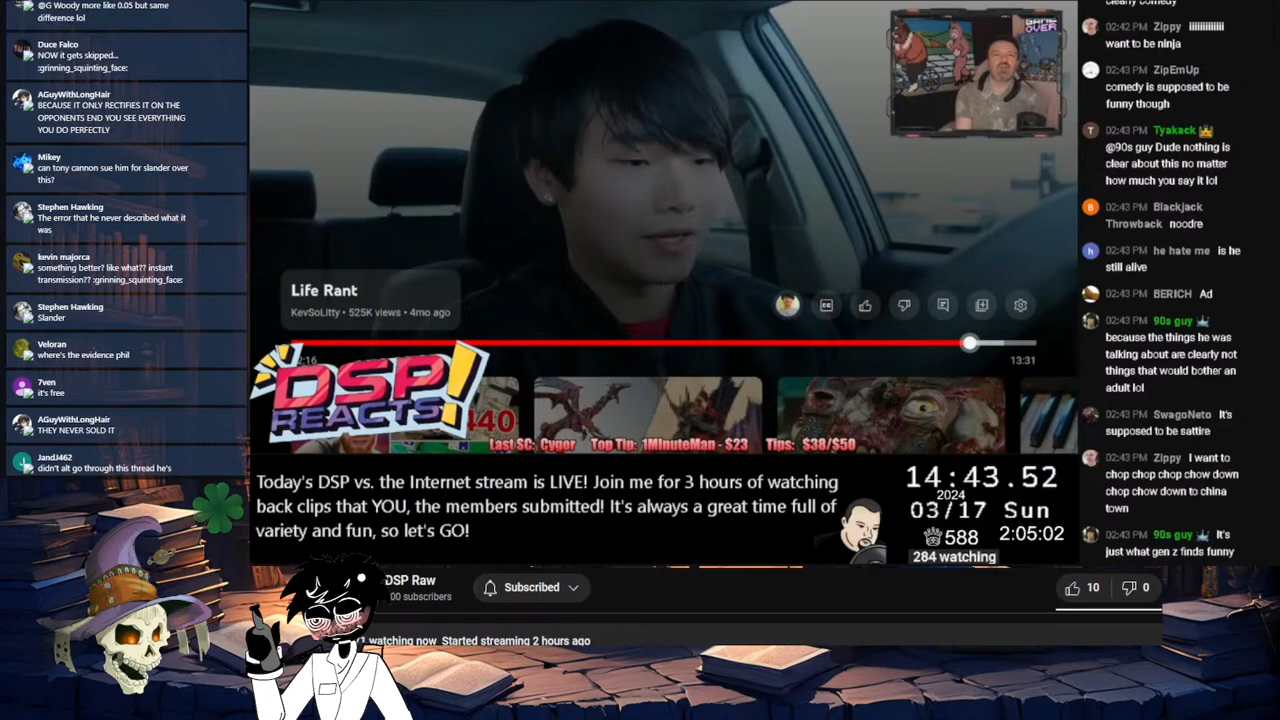 @G Woody more like 0.05 but same
difference lol
Duce Falco
NOW it gets skipped...
:grinning_squinting_face:
AGuyWithLongHair
BECAUSE IT ONLY RECTIFIES IT ON THE
OPPONENTS END YOU SEE EVERYTHING
YOU DO PERFECTLY
Mikey
can tony cannon sue him for slander over
this?
Stephen Hawking
The error that he never described what it
was
kevin majorca
something better? like what?? instant
transmission?? :grinning_squinting_face:
Stephen Hawking
Slander
Veloran
where's the evidence phil
7ven
it's free
AGuyWithLongHair
THEY NEVER SOLD IT
JandJ462
didn't alt go through this thread he's
GAME
OVER
Life Rant
KevSoLitty • 525K views • 4mo ago
2:16
13:31
DSP!
REACTS!
440
Last SC: Cygor Top Tip: 1MinuteMan - $23 Tips: $38/$50
Today's DSP vs. the Internet stream is LIVE! Join me for 3 hours of watching
back clips that YOU, the members submitted! It's always a great time full of
variety and fun, so let's GO!
14:43.52
2024
03/17 Sun
588
2:05:02
284 watching
DSP Raw
00 subscribers
Subscribed
10
0
watching now Started streaming 2 hours ago
clearly comedy
02:42 PM Zippy iiiiiiiiiiiii
want to be ninja
02:43 PM ZipEmUp
comedy is supposed to be
funny though
T 02:43 PM Tyakack
@90s guy Dude nothing is
clear about this no matter
how much you say it lol
B 02:43 PM Blackjack
Throwback noodre
h 02:43 PM he hate me is he
still alive
02:43 PM BERICH Ad
02:43 PM 90s guy
because the things he was
talking about are clearly not
things that would bother an
adult lol
02:43 PM SwagoNeto It's
supposed to be sattire
02:43 PM Zippy I want to
chop chop chop chow down
chop chow down to china
town
02:43 PM 90s guy It's
just what gen z finds funny